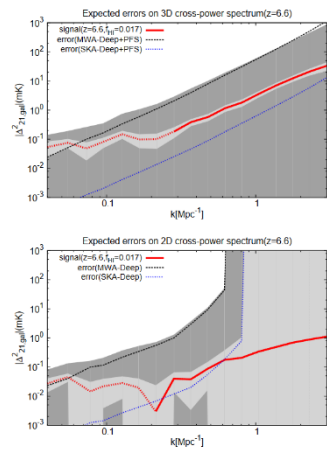 Expected errors on 3D cross-power spectrum(z=6.6)
signal(z=6.6,f_HI=0.017)
error(MWA-Deep+PFS)
error(SKA-Deep+PFS)
|Δ²21,gal|(mK)
10²
10¹
10⁰
10⁻¹
10⁻²
10⁻³
0.1
1
k[Mpc⁻¹]
Expected errors on 2D cross-power spectrum(z=6.6)
signal(z=6.6,f_HI=0.017)
error(MWA-Deep)
error(SKA-Deep)
|Δ²21,gal|(mK)
10³
10²
10¹
10⁰
10⁻¹
10⁻²
10⁻³
0.1
1
k[Mpc⁻¹]